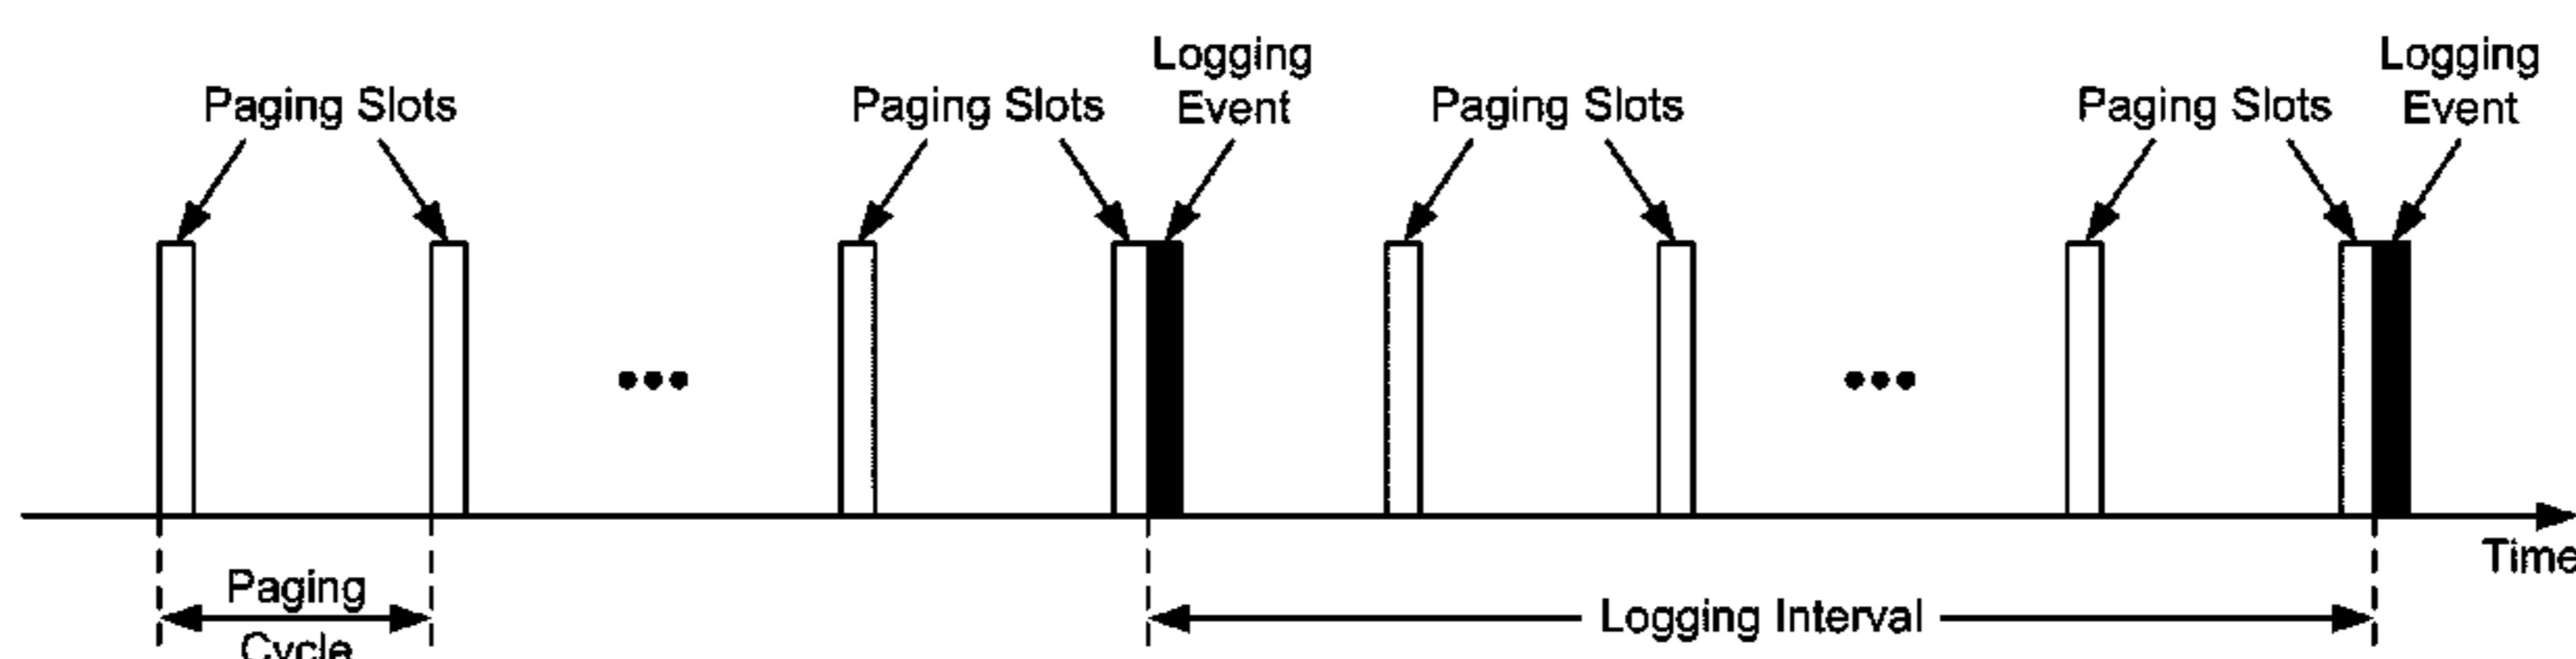 Logging
Event
Logging
Event
Paging Slots
Paging Slots
Paging Slots
Paging Slots
Time
Paging
Cycle
Logging Interval